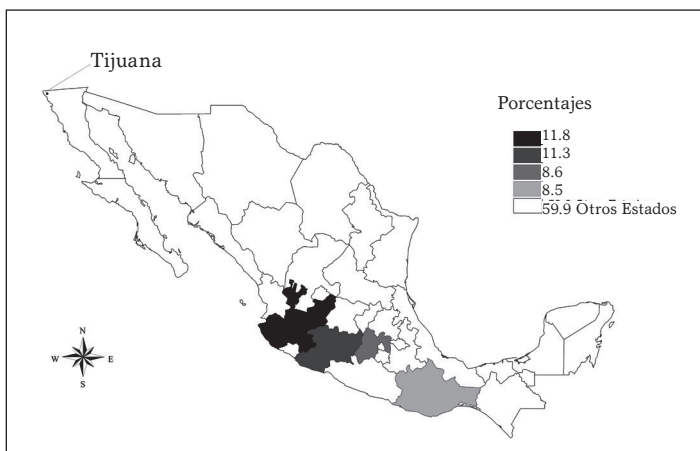 Tijuana
Porcentajes
11.8
11.3
8.6
8.5
59.9 Otros Estados
N
W E
S